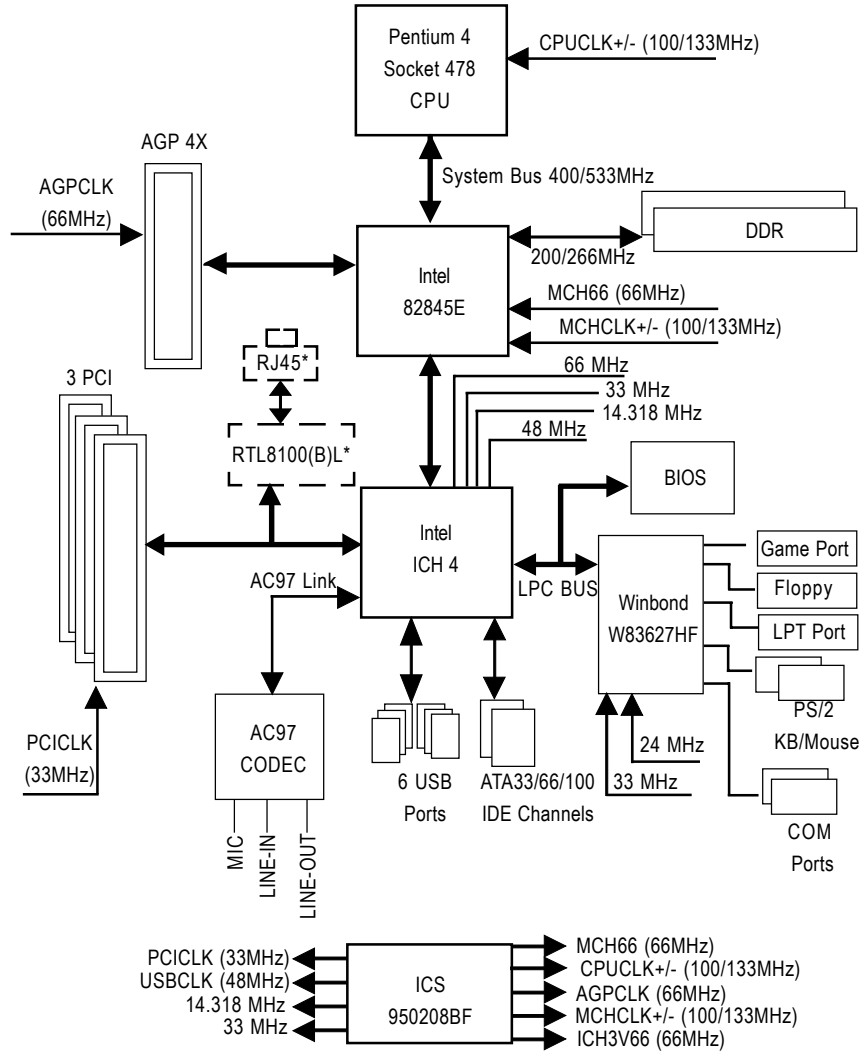 Pentium 4
Socket 478
CPU
CPUCLK+/- (100/133MHz)
AGP 4X
System Bus 400/533MHz
AGPCLK
(66MHz)
DDR
200/266MHz
Intel
82845E
MCH66 (66MHz)
MCHCLK+/- (100/133MHz)
RJ45*
66 MHz
33 MHz
14.318 MHz
48 MHz
3 PCI
RTL8100(B)L*
BIOS
Intel
ICH 4
Game Port
AC97 Link
LPC BUS
Floppy
Winbond
W83627HF
LPT Port
PS/2
KB/Mouse
PCICLK
(33MHz)
AC97
CODEC
24 MHz
33 MHz
6 USB
Ports
ATA33/66/100
IDE Channels
COM
Ports
MIC
LINE-IN
LINE-OUT
PCICLK (33MHz)
USBCLK (48MHz)
14.318 MHz
33 MHz
ICS
950208BF
MCH66 (66MHz)
CPUCLK+/- (100/133MHz)
AGPCLK (66MHz)
MCHCLK+/- (100/133MHz)
ICH3V66 (66MHz)